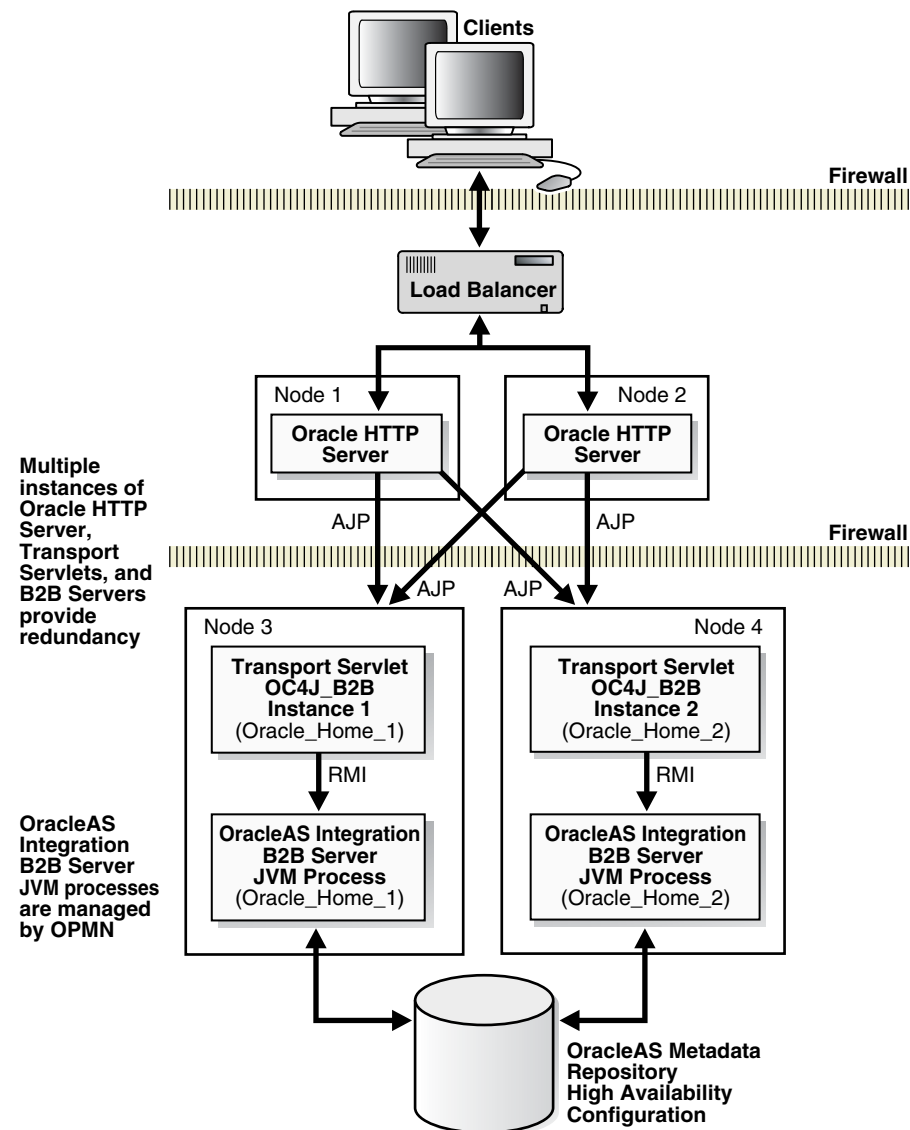 Clients
Firewall
Load Balancer
Node 1
Node 2
Oracle HTTP
Server
Oracle HTTP
Server
Multiple
instances of
Oracle HTTP
Server,
Transport
Servlets, and
B2B Servers
provide
redundancy
AJP
AJP
Firewall
AJP
AJP
Node 3
Node 4
Transport Servlet
OC4J_B2B
Instance 1
(Oracle_Home_1)
Transport Servlet
OC4J_B2B
Instance 2
(Oracle_Home_2)
RMI
RMI
OracleAS
Integration
B2B Server
JVM processes
are managed
by OPMN
OracleAS Integration
B2B Server
JVM Process
(Oracle_Home_1)
OracleAS Integration
B2B Server
JVM Process
(Oracle_Home_2)
OracleAS Metadata
Repository
High Availability
Configuration